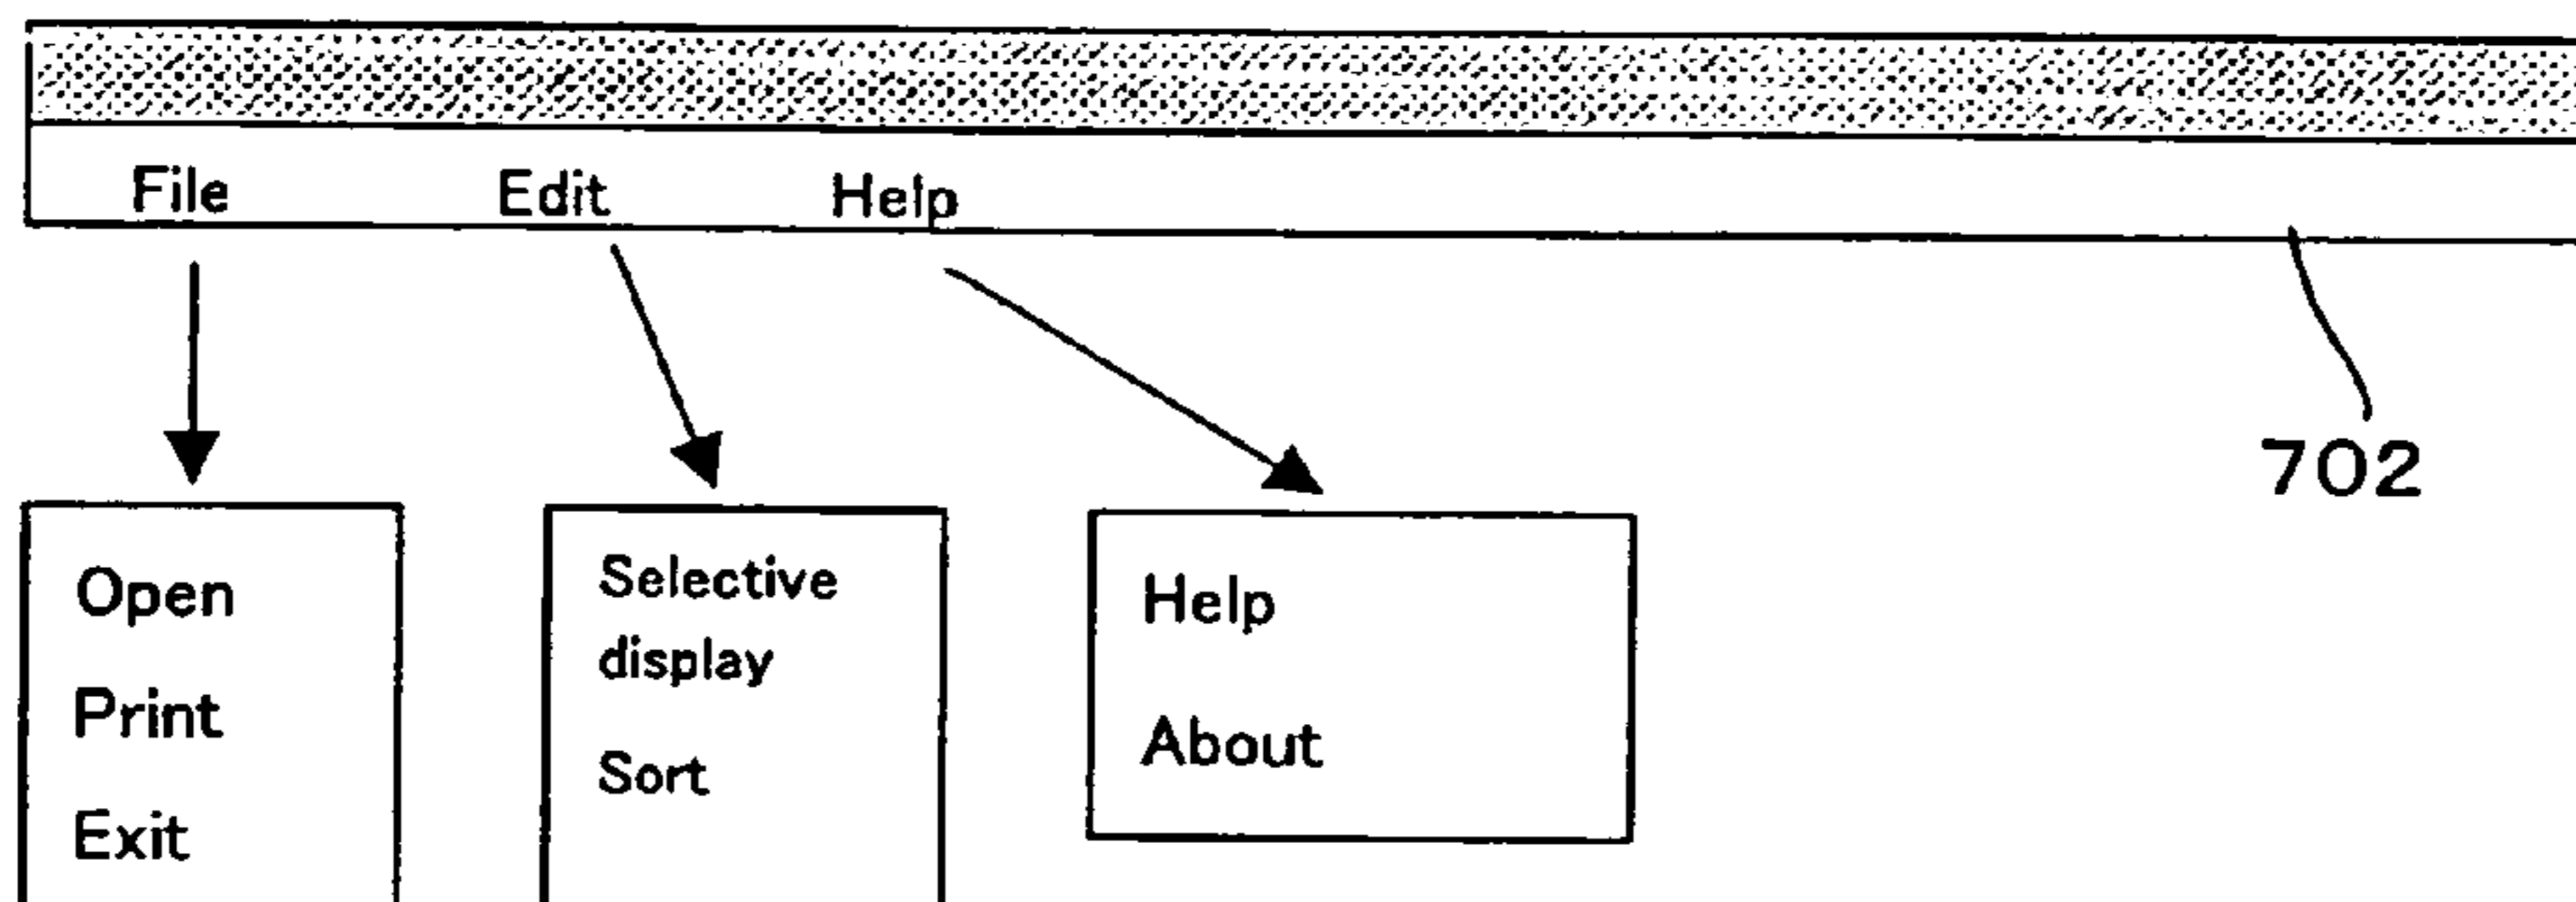 File Edit Help
702
Open
Print
Exit
Selective
display
Sort
Help
About